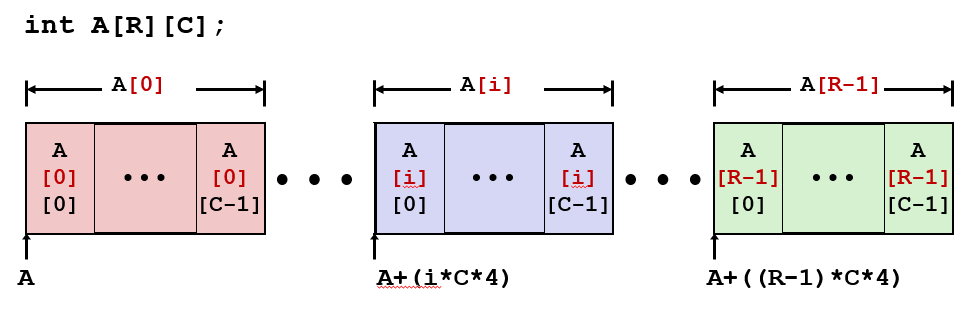 int A[R][C];
A[0] A[i] A[R-1]
A ••• A • • • A ••• A • • • A ••• A
[0] [0] [i] [i] [R-1] [R-1]
[0] [C-1] [0] [C-1] [0] [C-1]
A A+(i*C*4) A+((R-1)*C*4)